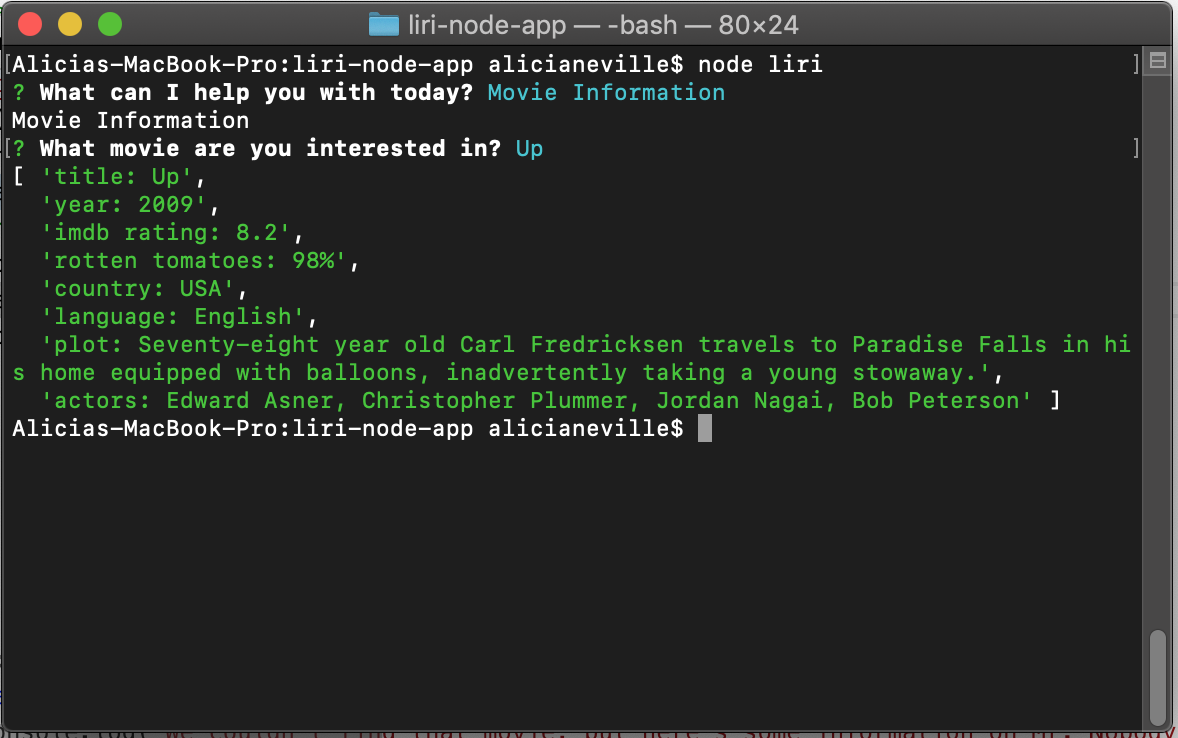 liri-node-app — -bash — 80×24
[Alicias-MacBook-Pro:liri-node-app alicianeville$ node liri ]
? What can I help you with today? Movie Information
Movie Information
[? What movie are you interested in? Up ]
[ 'title: Up',
'year: 2009',
'imdb rating: 8.2',
'rotten tomatoes: 98%',
'country: USA',
'language: English',
'plot: Seventy-eight year old Carl Fredricksen travels to Paradise Falls in hi
s home equipped with balloons, inadvertently taking a young stowaway.',
'actors: Edward Asner, Christopher Plummer, Jordan Nagai, Bob Peterson' ]
Alicias-MacBook-Pro:liri-node-app alicianeville$